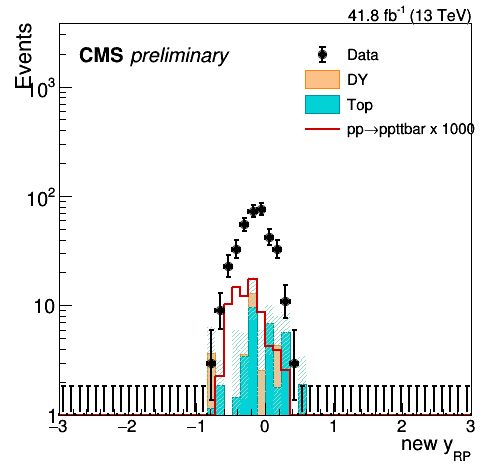 41.8 fb⁻¹ (13 TeV)
Events
CMS preliminary
Data
DY
Top
pp→ppttbar x 1000
10³
10²
10
1
−3 −2 −1 0 1 2 3
new y_RP